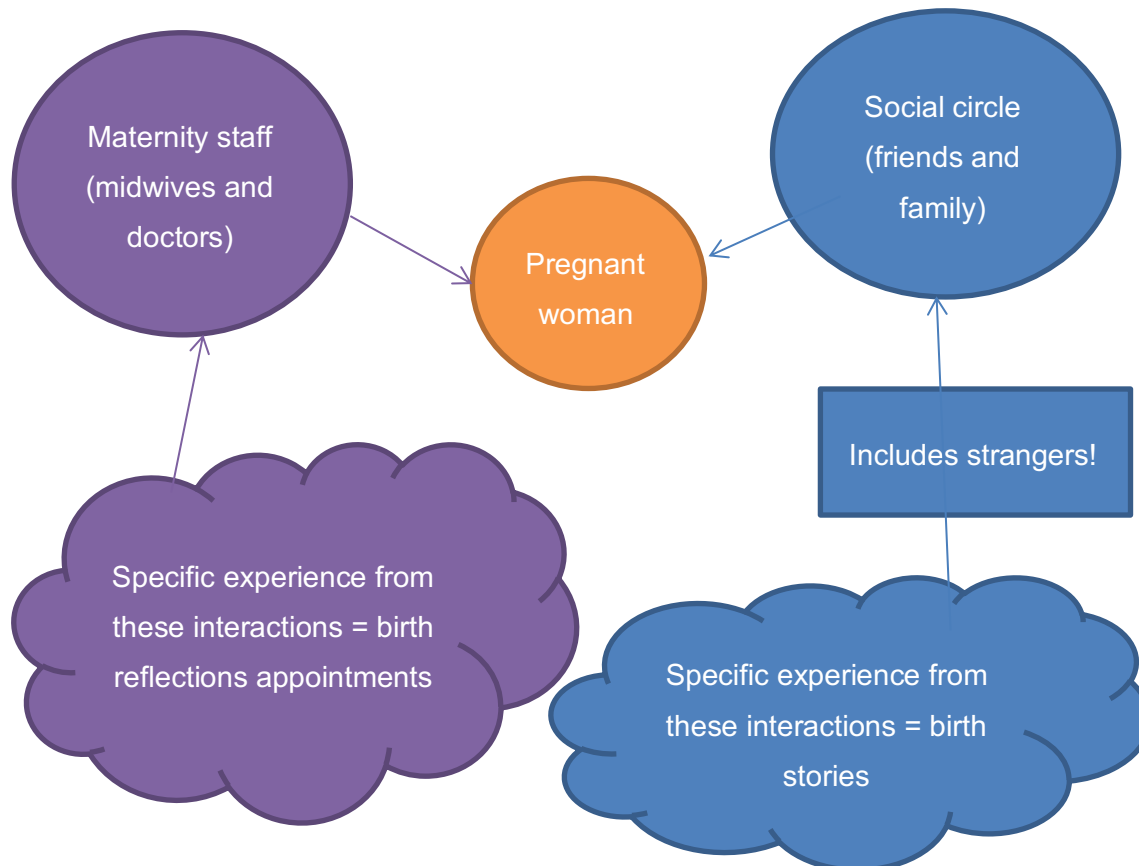 Maternity staff
(midwives and
doctors)
Social circle
(friends and
family)
Pregnant
woman
Includes strangers!
Specific experience from
these interactions = birth
reflections appointments
Specific experience from
these interactions = birth
stories